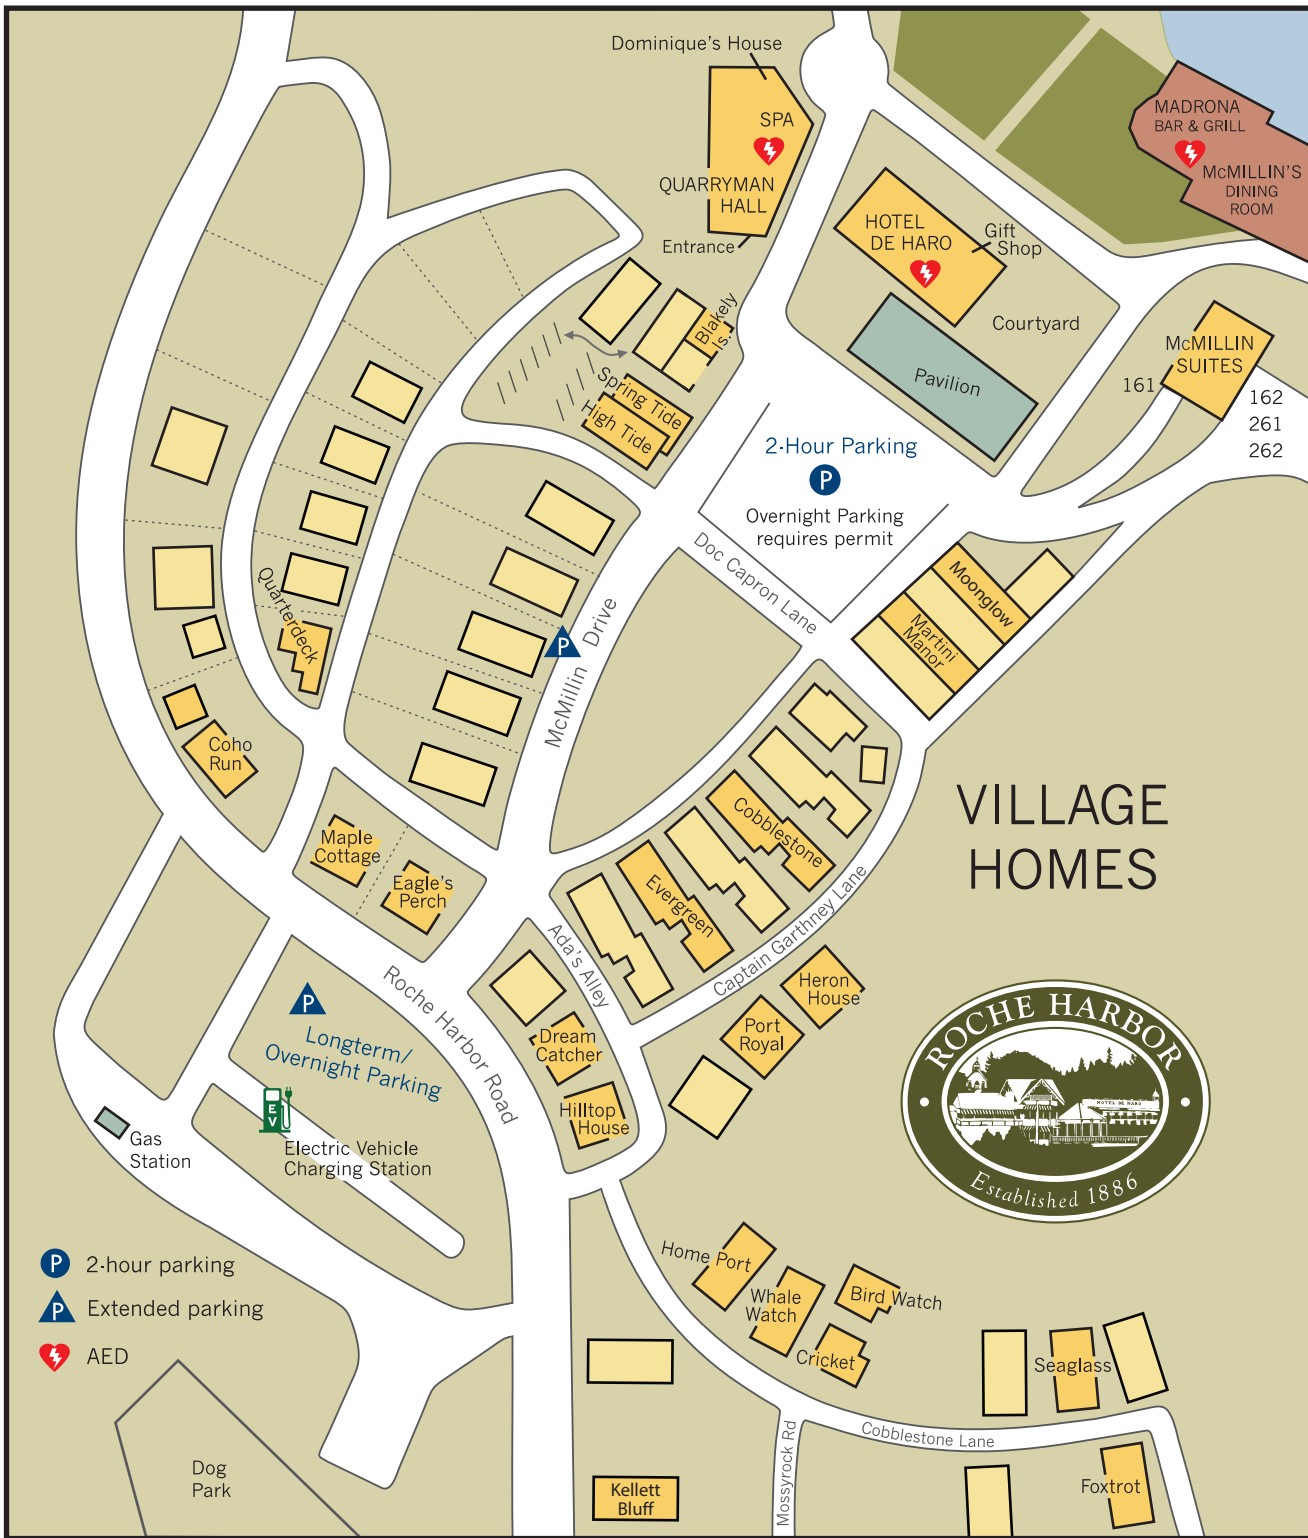 Dominique's House
SPA
QUARRYMAN
HALL
Entrance
MADRONA
BAR & GRILL
McMILLIN'S
DINING
ROOM
HOTEL
DE HARO
Gift
Shop
Courtyard
Pavilion
McMILLIN
SUITES
161
162
261
262
Blakely
Is.
Spring Tide
High Tide
2-Hour Parking
P
Overnight Parking
requires permit
Doc Capron Lane
Moonglow
Martini
Manor
Quarterdeck
P
McMillin Drive
Coho
Run
Maple
Cottage
Eagle's
Perch
Cobblestone
Evergreen
VILLAGE
HOMES
Ada's Alley
Captain Garthney Lane
Roche Harbor Road
Heron
House
Port
Royal
Dream
Catcher
Hilltop
House
P
Longterm/
Overnight Parking
EV
Electric Vehicle
Charging Station
Gas
Station
ROCHE HARBOR
HOTEL DE HARO
Established 1886
P 2-hour parking
P Extended parking
AED
Home Port
Whale
Watch
Bird Watch
Cricket
Seaglass
Cobblestone Lane
Mossyrock Rd
Foxtrot
Kellett
Bluff
Dog
Park